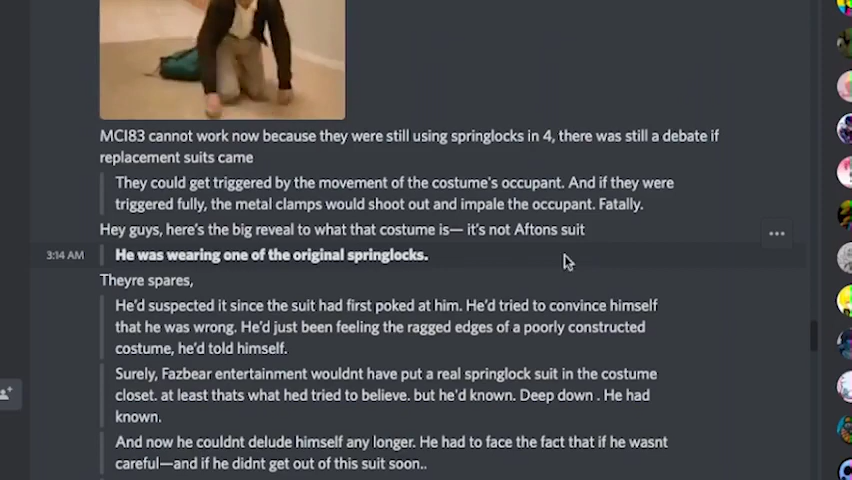 MCI83 cannot work now because they were still using springlocks in 4, there was still a debate if
replacement suits came
They could get triggered by the movement of the costume's occupant. And if they were
triggered fully, the metal clamps would shoot out and impale the occupant. Fatally.
Hey guys, here's the big reveal to what that costume is— it's not Aftons suit
3:14 AM He was wearing one of the original springlocks.
Theyre spares,
He'd suspected it since the suit had first poked at him. He'd tried to convince himself
that he was wrong. He'd just been feeling the ragged edges of a poorly constructed
costume, he'd told himself.
Surely, Fazbear entertainment wouldnt have put a real springlock suit in the costume
closet. at least thats what hed tried to believe. but he'd known. Deep down . He had
known.
And now he couldnt delude himself any longer. He had to face the fact that if he wasnt
careful—and if he didnt get out of this suit soon..